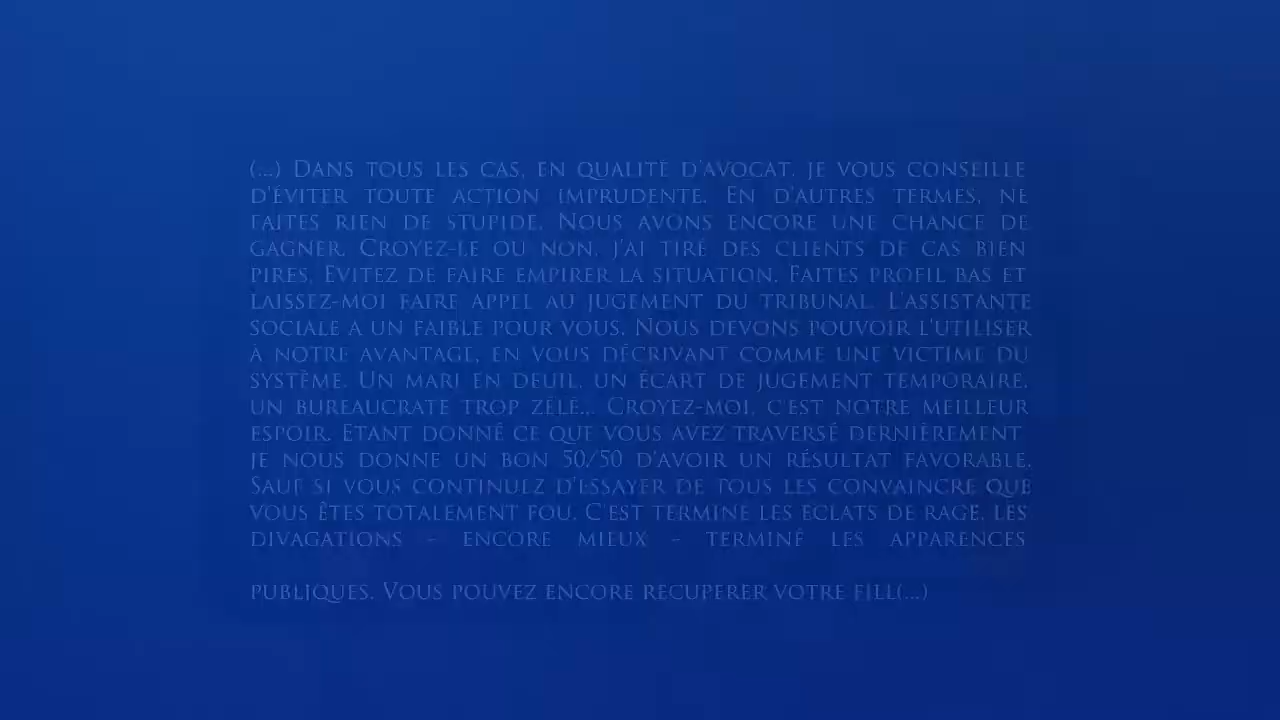 (...) Dans tous les cas, en qualité d'avocat, je vous conseille
d'éviter toute action imprudente. En d'autres termes, ne
faites rien de stupide. Nous avons encore une chance de
gagner. Croyez-le ou non, j'ai tiré des clients de cas bien
pires. Evitez de faire empirer la situation. Faites profil bas et
laissez-moi faire appel au jugement du tribunal. L'assistante
sociale a un faible pour vous. Nous devons pouvoir l'utiliser
à notre avantage, en vous décrivant comme une victime du
système. Un mari en deuil, un écart de jugement temporaire,
un bureaucrate trop zélé... Croyez-moi, c'est notre meilleur
espoir. Etant donné ce que vous avez traversé dernièrement
je nous donne un bon 50/50 d'avoir un résultat favorable.
Sauf si vous continuez d'essayer de tous les convaincre que
vous êtes totalement fou. C'est terminé les éclats de rage, les
divagations - encore mieux - terminé les apparences
publiques. Vous pouvez encore récupérer votre fill(...)